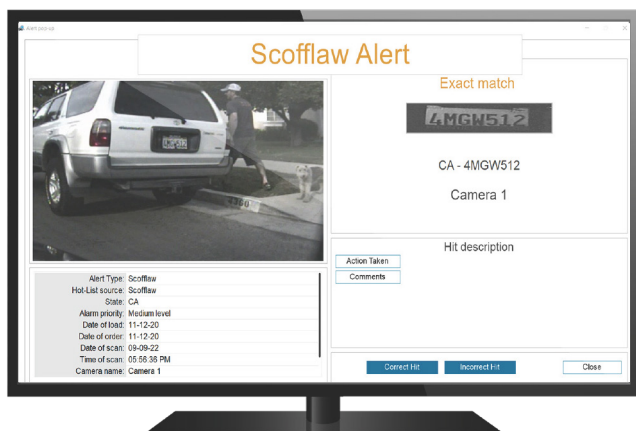 Alert pop up
Scofflaw Alert
Exact match
4MGW512
4MGW512
CA - 4MGW512
Camera 1
4300
Hit description
Action Taken
Comments
Alert Type: Scofflaw
Hot-List source: Scofflaw
State: CA
Alarm priority: Medium level
Date of load: 11-12-20
Date of order: 11-12-20
Date of scan: 09-09-22
Time of scan: 05:56:36 PM
Camera name: Camera 1
Correct Hit
Incorrect Hit
Close